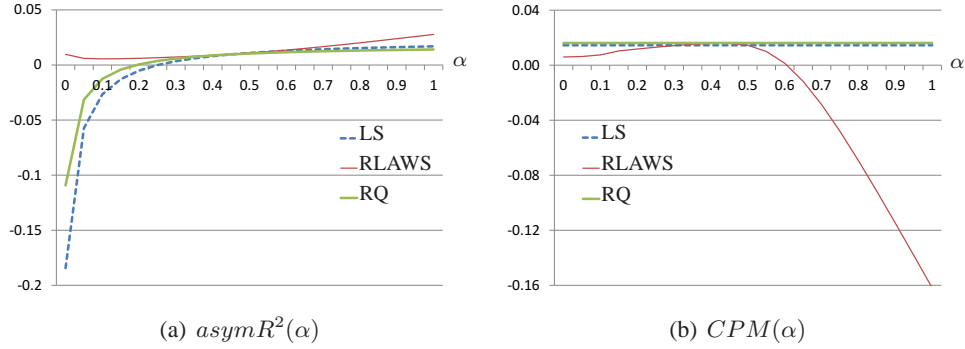 0.05
0
-0.05
-0.1
-0.15
-0.2
0 0.1 0.2 0.3 0.4 0.5 0.6 0.7 0.8 0.9 1
α
LS
RLAWS
RQ
(a) asymR²(α)
0.04
0.00
-0.04
-0.08
-0.12
-0.16
0 0.1 0.2 0.3 0.4 0.5 0.6 0.7 0.8 0.9 1
α
LS
RLAWS
RQ
(b) CPM(α)